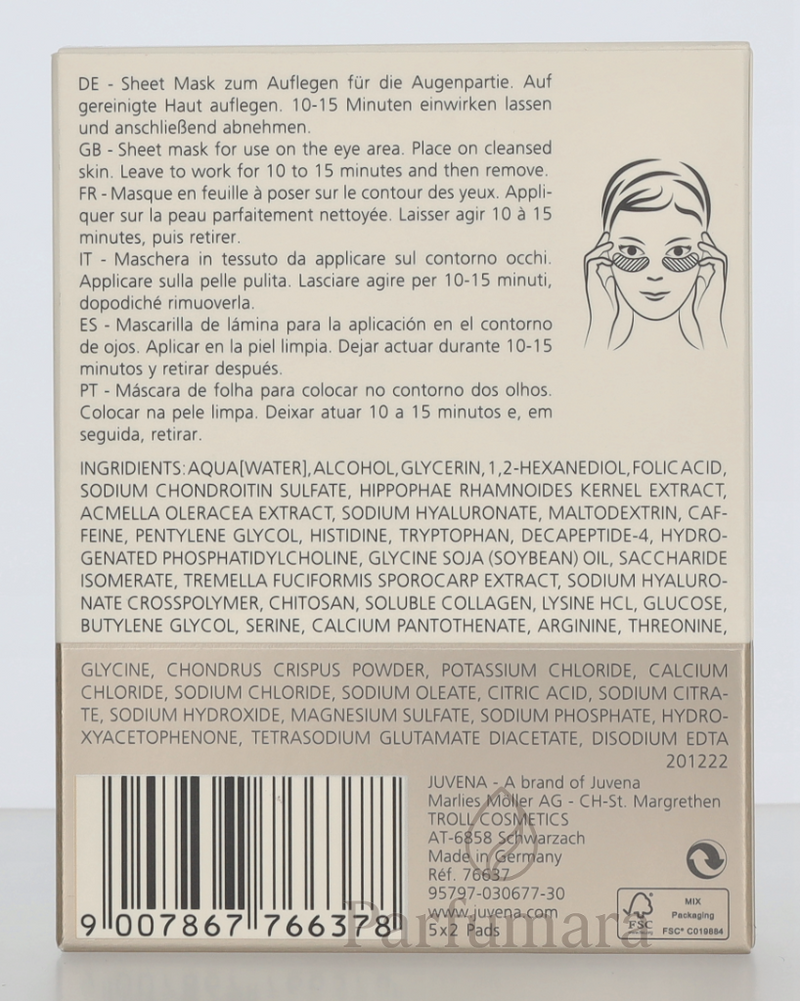 DE - Sheet Mask zum Auflegen für die Augenpartie. Auf
gereinigte Haut auflegen. 10-15 Minuten einwirken lassen
und anschließend abnehmen.
GB - Sheet mask for use on the eye area. Place on cleansed
skin. Leave to work for 10 to 15 minutes and then remove.
FR - Masque en feuille à poser sur le contour des yeux. Appli-
quer sur la peau parfaitement nettoyée. Laisser agir 10 à 15
minutes, puis retirer.
IT - Maschera in tessuto da applicare sul contorno occhi.
Applicare sulla pelle pulita. Lasciare agire per 10-15 minuti,
dopodiché rimuoverla.
ES - Mascarilla de lámina para la aplicación en el contorno
de ojos. Aplicar en la piel limpia. Dejar actuar durante 10-15
minutos y retirar después.
PT - Máscara de folha para colocar no contorno dos olhos.
Colocar na pele limpa. Deixar atuar 10 a 15 minutos e, em
seguida, retirar.
INGRIDIENTS: AQUA[WATER], ALCOHOL, GLYCERIN, 1,2-HEXANEDIOL, FOLIC ACID,
SODIUM CHONDROITIN SULFATE, HIPPOPHAE RHAMNOIDES KERNEL EXTRACT,
ACMELLA OLERACEA EXTRACT, SODIUM HYALURONATE, MALTODEXTRIN, CAF-
FEINE, PENTYLENE GLYCOL, HISTIDINE, TRYPTOPHAN, DECAPEPTIDE-4, HYDRO-
GENATED PHOSPHATIDYLCHOLINE, GLYCINE SOJA (SOYBEAN) OIL, SACCHARIDE
ISOMERATE, TREMELLA FUCIFORMIS SPOROCARP EXTRACT, SODIUM HYALURO-
NATE CROSSPOLYMER, CHITOSAN, SOLUBLE COLLAGEN, LYSINE HCL, GLUCOSE,
BUTYLENE GLYCOL, SERINE, CALCIUM PANTOTHENATE, ARGININE, THREONINE,
GLYCINE, CHONDRUS CRISPUS POWDER, POTASSIUM CHLORIDE, CALCIUM
CHLORIDE, SODIUM CHLORIDE, SODIUM OLEATE, CITRIC ACID, SODIUM CITRA-
TE, SODIUM HYDROXIDE, MAGNESIUM SULFATE, SODIUM PHOSPHATE, HYDRO-
XYACETOPHENONE, TETRASODIUM GLUTAMATE DIACETATE, DISODIUM EDTA
201222
JUVENA - A brand of Juvena
Marlies Möller AG - CH-St. Margrethen
TROLL COSMETICS
AT-6858 Schwarzach
Made in Germany
Réf. 76637
95797-030677-30
www.juvena.com
5x2 Pads
9 007867 766378
FSC
MIX
Packaging
FSC® C019884
Parfumara